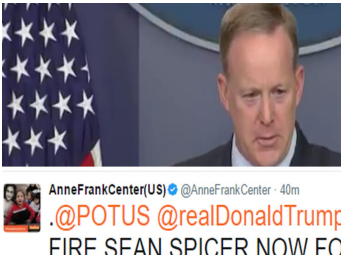 AnneFrankCenter(US) @AnneFrankCenter · 40m
.@POTUS @realDonaldTrump
FIRE SEAN SPICER NOW FO